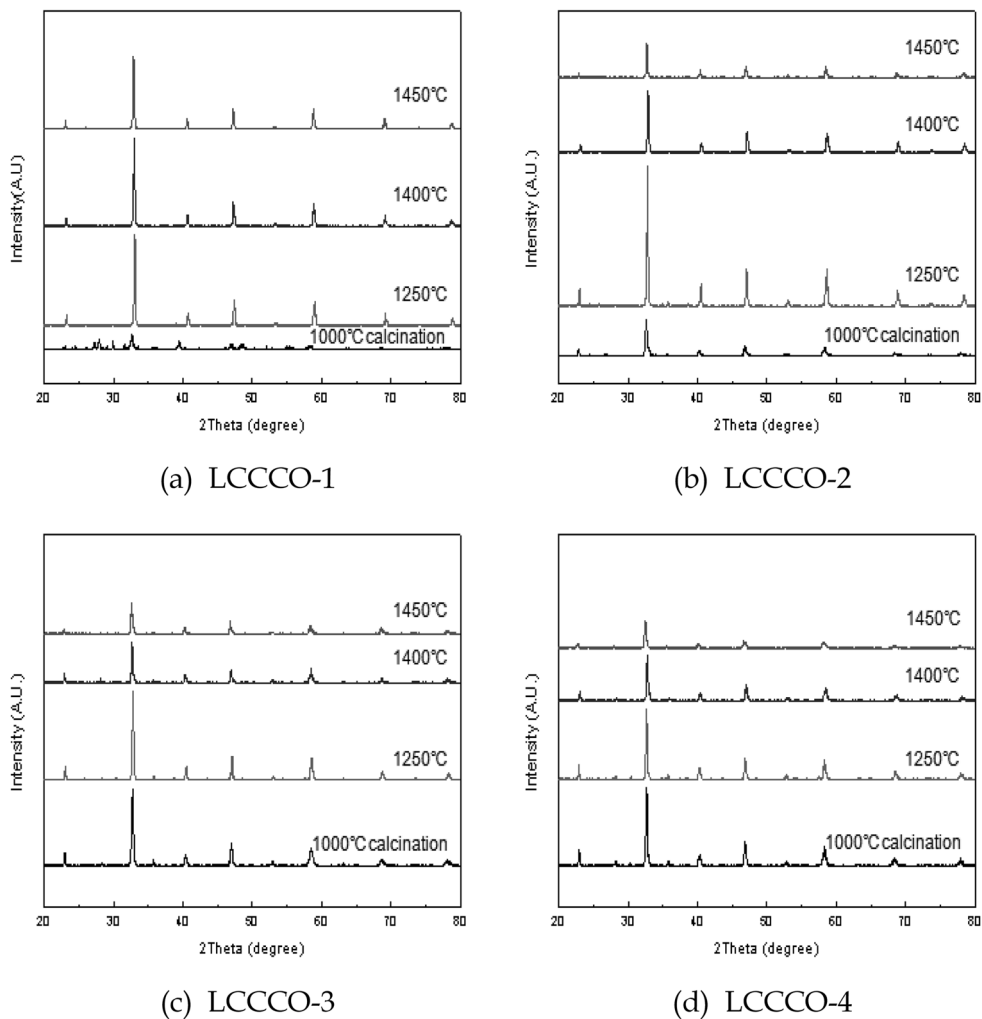 1450℃
1400℃
1250℃
1000℃ calcination
Intensity(A.U)
20 30 40 50 60 70 80
2Theta (degree)
(a) LCCCO-1
1450℃
1400℃
1250℃
1000℃ calcination
Intensity (A.U.)
20 30 40 50 60 70 80
2Theta (degree)
(b) LCCCO-2
1450℃
1400℃
1250℃
1000℃ calcination
Intensity (A.U.)
20 30 40 50 60 70 80
2Theta (degree)
(c) LCCCO-3
1450℃
1400℃
1250℃
1000℃ calcination
Intensity (A.U.)
20 30 40 50 60 70 80
2Theta (degree)
(d) LCCCO-4